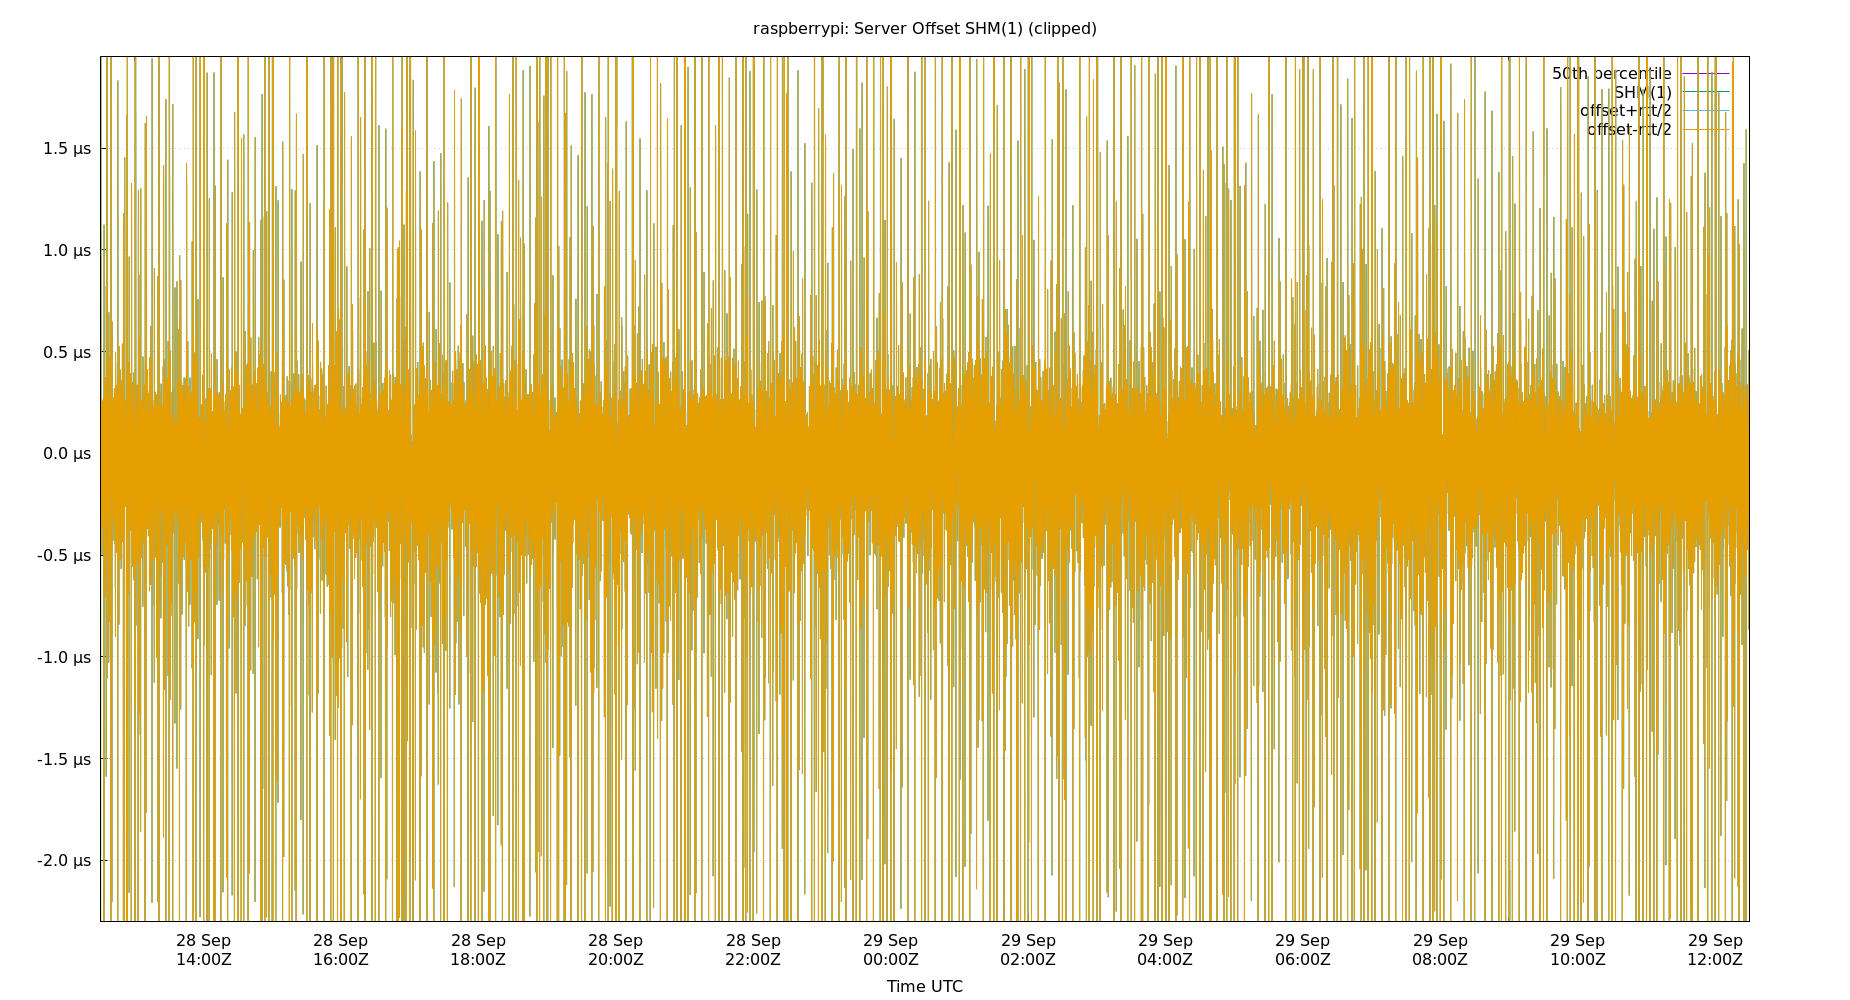 raspberrypi: Server Offset SHM(1) (clipped)
50th percentile
SHM(1)
offset+rtt/2
offset-rtt/2
1.5 µs
1.0 µs
0.5 µs
0.0 µs
-0.5 µs
-1.0 µs
-1.5 µs
-2.0 µs
28 Sep 28 Sep 28 Sep 28 Sep 28 Sep 29 Sep 29 Sep 29 Sep 29 Sep 29 Sep 29 Sep 29 Sep
14:00Z 16:00Z 18:00Z 20:00Z 22:00Z 00:00Z 02:00Z 04:00Z 06:00Z 08:00Z 10:00Z 12:00Z
Time UTC